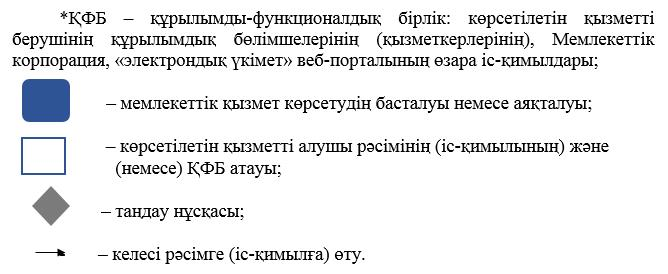 *ҚФБ – құрылымды-функционалдық бірлік: көрсетілетін қызметті
берушінің құрылымдық бөлімшелерінің (қызметкерлерінің), Мемлекеттік
корпорация, «электрондық үкімет» веб-порталының өзара іс-қимылдары;
– мемлекеттік қызмет көрсетудің басталуы немесе аяқталуы;
– көрсетілетін қызметті алушы рәсімінің (іс-қимылының) және
(немесе) ҚФБ атауы;
– таңдау нұсқасы;
– келесі рәсімге (іс-қимылға) өту.